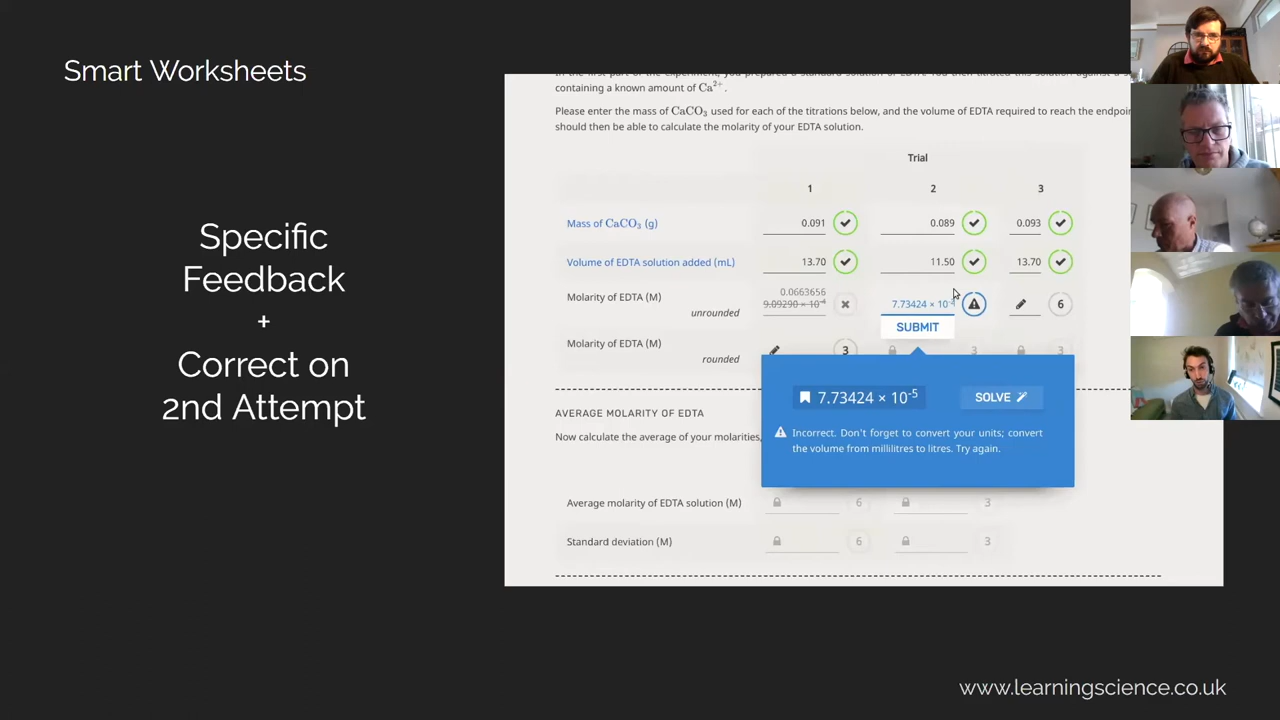 Smart Worksheets
Specific
Feedback
+
Correct on
2nd Attempt
containing a known amount of Ca²⁺.
Please enter the mass of CaCO₃ used for each of the titrations below, and the volume of EDTA required to reach the
should then be able to calculate the molarity of your EDTA solution.
Trial
1 2 3
Mass of CaCO₃ (g) 0.091 0.089 0.093
Volume of EDTA solution added (mL) 13.70 11.50 13.70
Molarity of EDTA (M) 0.0663656
9.09290 × 10⁻⁴ 7.73424 × 10⁻ 6
unrounded
SUBMIT
Molarity of EDTA (M) 3 3 3
rounded
7.73424 × 10⁻⁵ SOLVE
Incorrect. Don't forget to convert your units; convert
the volume from millilitres to litres. Try again.
AVERAGE MOLARITY OF EDTA
Now calculate the average of your molarities,
Average molarity of EDTA solution (M) 6 3
Standard deviation (M) 6 3
www.learningscience.co.uk